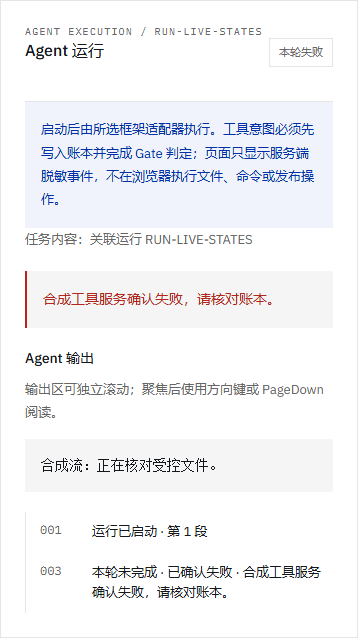 AGENT EXECUTION / RUN-LIVE-STATES
Agent 运行
本轮失败
启动后由所选框架适配器执行。工具意图必须先
写入账本并完成 Gate 判定；页面只显示服务端
脱敏事件，不在浏览器执行文件、命令或发布操
作。
任务内容：关联运行 RUN-LIVE-STATES
合成工具服务确认失败，请核对账本。
Agent 输出
输出区可独立滚动；聚焦后使用方向键或 PageDown
阅读。
合成流：正在核对受控文件。
001 运行已启动 · 第 1 段
003 本轮未完成 · 已确认失败 · 合成工具服务
确认失败，请核对账本。